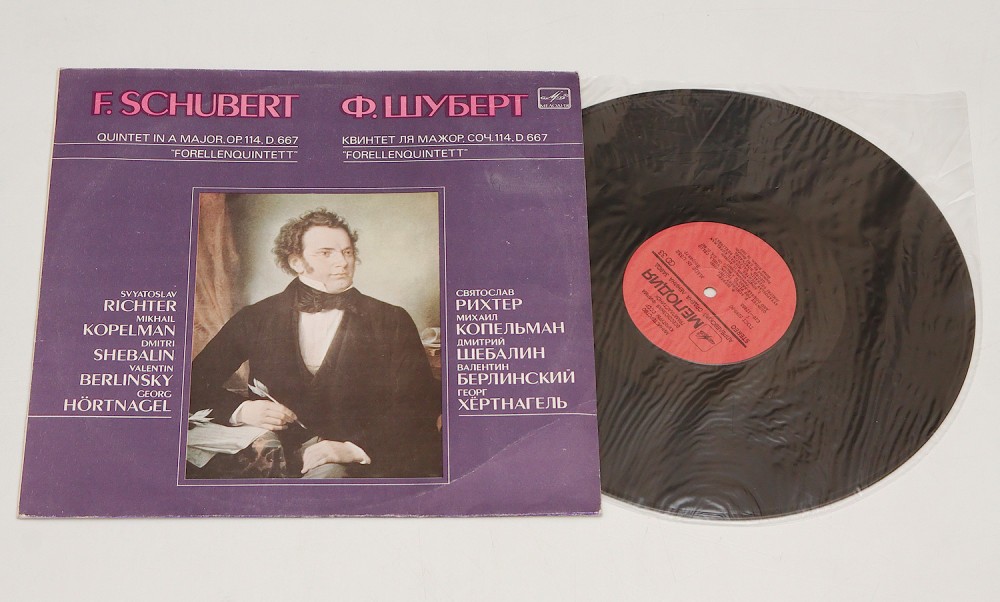 F. SCHUBERT
QUINTET IN A MAJOR, OP.114, D.667
"FORELLENQUINTETT"
Ф. ШУБЕРТ
МЕЛОДИЯ
КВИНТЕТ ЛЯ МАЖОР, СОЧ.114, D.667
"FORELLENQUINTETT"
SVYATOSLAV
RICHTER
MIKHAIL
KOPELMAN
DMITRI
SHEBALIN
VALENTIN
BERLINSKY
GEORG
HÖRTNAGEL
СВЯТОСЛАВ
РИХТЕР
МИХАИЛ
КОПЕЛЬМАН
ДМИТРИЙ
ШЕБАЛИН
ВАЛЕНТИН
БЕРЛИНСКИЙ
ГЕОРГ
ХЁРТНАГЕЛЬ
МЕЛОДИЯ